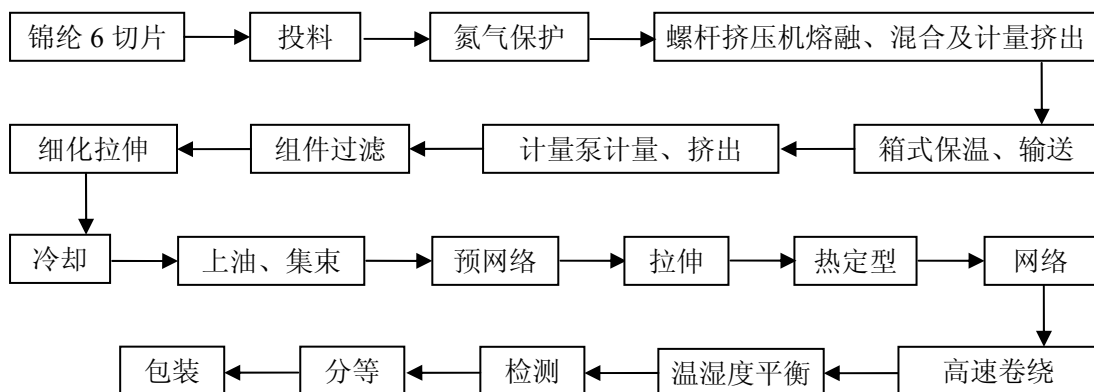 锦纶 6 切片
投料
氮气保护
螺杆挤压机熔融、混合及计量挤出
箱式保温、输送
计量泵计量、挤出
组件过滤
细化拉伸
冷却
上油、集束
预网络
拉伸
热定型
网络
高速卷绕
温湿度平衡
检测
分等
包装